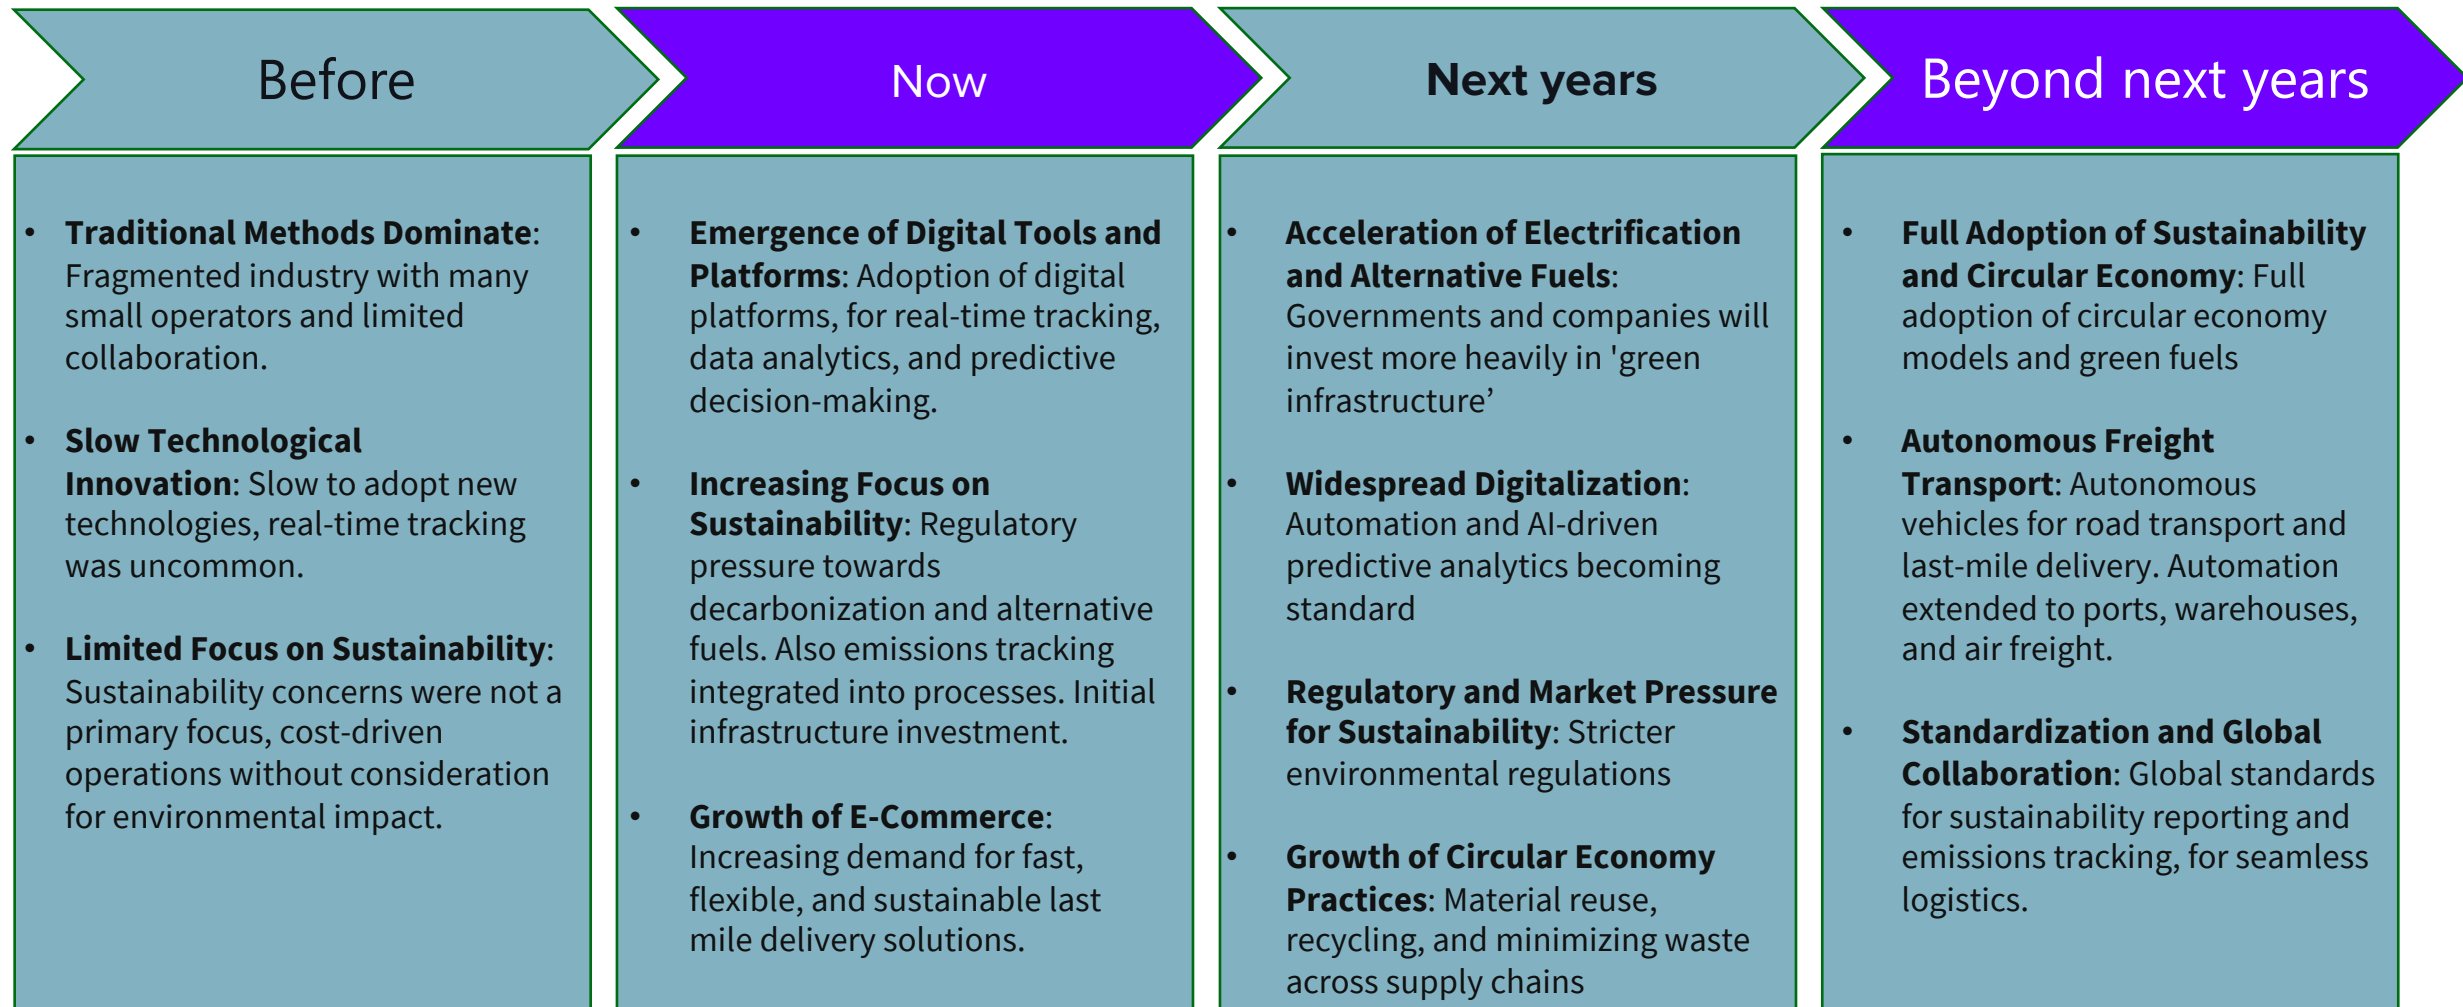 Before
Now
Next years
Beyond next years
• Traditional Methods Dominate:
Fragmented industry with many
small operators and limited
collaboration.
• Slow Technological
Innovation: Slow to adopt new
technologies, real-time tracking
was uncommon.
• Limited Focus on Sustainability:
Sustainability concerns were not a
primary focus, cost-driven
operations without consideration
for environmental impact.
• Emergence of Digital Tools and
Platforms: Adoption of digital
platforms, for real-time tracking,
data analytics, and predictive
decision-making.
• Increasing Focus on
Sustainability: Regulatory
pressure towards
decarbonization and alternative
fuels. Also emissions tracking
integrated into processes. Initial
infrastructure investment.
• Growth of E-Commerce:
Increasing demand for fast,
flexible, and sustainable last
mile delivery solutions.
• Acceleration of Electrification
and Alternative Fuels:
Governments and companies will
invest more heavily in 'green
infrastructure’
• Widespread Digitalization:
Automation and AI-driven
predictive analytics becoming
standard
• Regulatory and Market Pressure
for Sustainability: Stricter
environmental regulations
• Growth of Circular Economy
Practices: Material reuse,
recycling, and minimizing waste
across supply chains
• Full Adoption of Sustainability
and Circular Economy: Full
adoption of circular economy
models and green fuels
• Autonomous Freight
Transport: Autonomous
vehicles for road transport and
last-mile delivery. Automation
extended to ports, warehouses,
and air freight.
• Standardization and Global
Collaboration: Global standards
for sustainability reporting and
emissions tracking, for seamless
logistics.